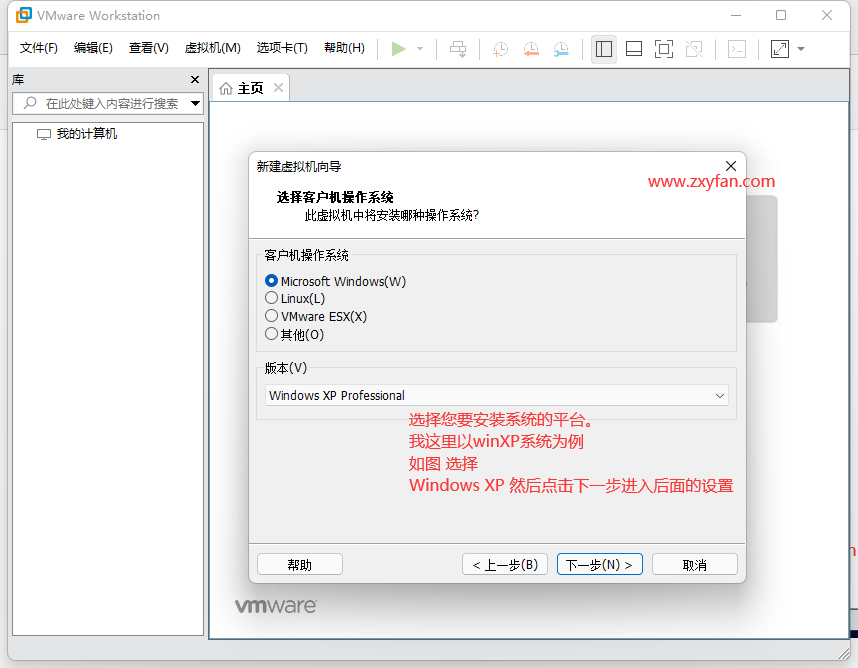 VMware Workstation
文件(F) 编辑(E) 查看(V) 虚拟机(M) 选项卡(T) 帮助(H)
库
在此处键入内容进行搜索
我的计算机
主页
新建虚拟机向导
www.zxyfan.com
选择客户机操作系统
此虚拟机中将安装哪种操作系统?
客户机操作系统
Microsoft Windows(W)
Linux(L)
VMware ESX(X)
其他(O)
版本(V)
Windows XP Professional
选择您要安装系统的平台。
我这里以winXP系统为例
如图 选择
Windows XP 然后点击下一步进入后面的设置
帮助 < 上一步(B) 下一步(N) > 取消
vmware